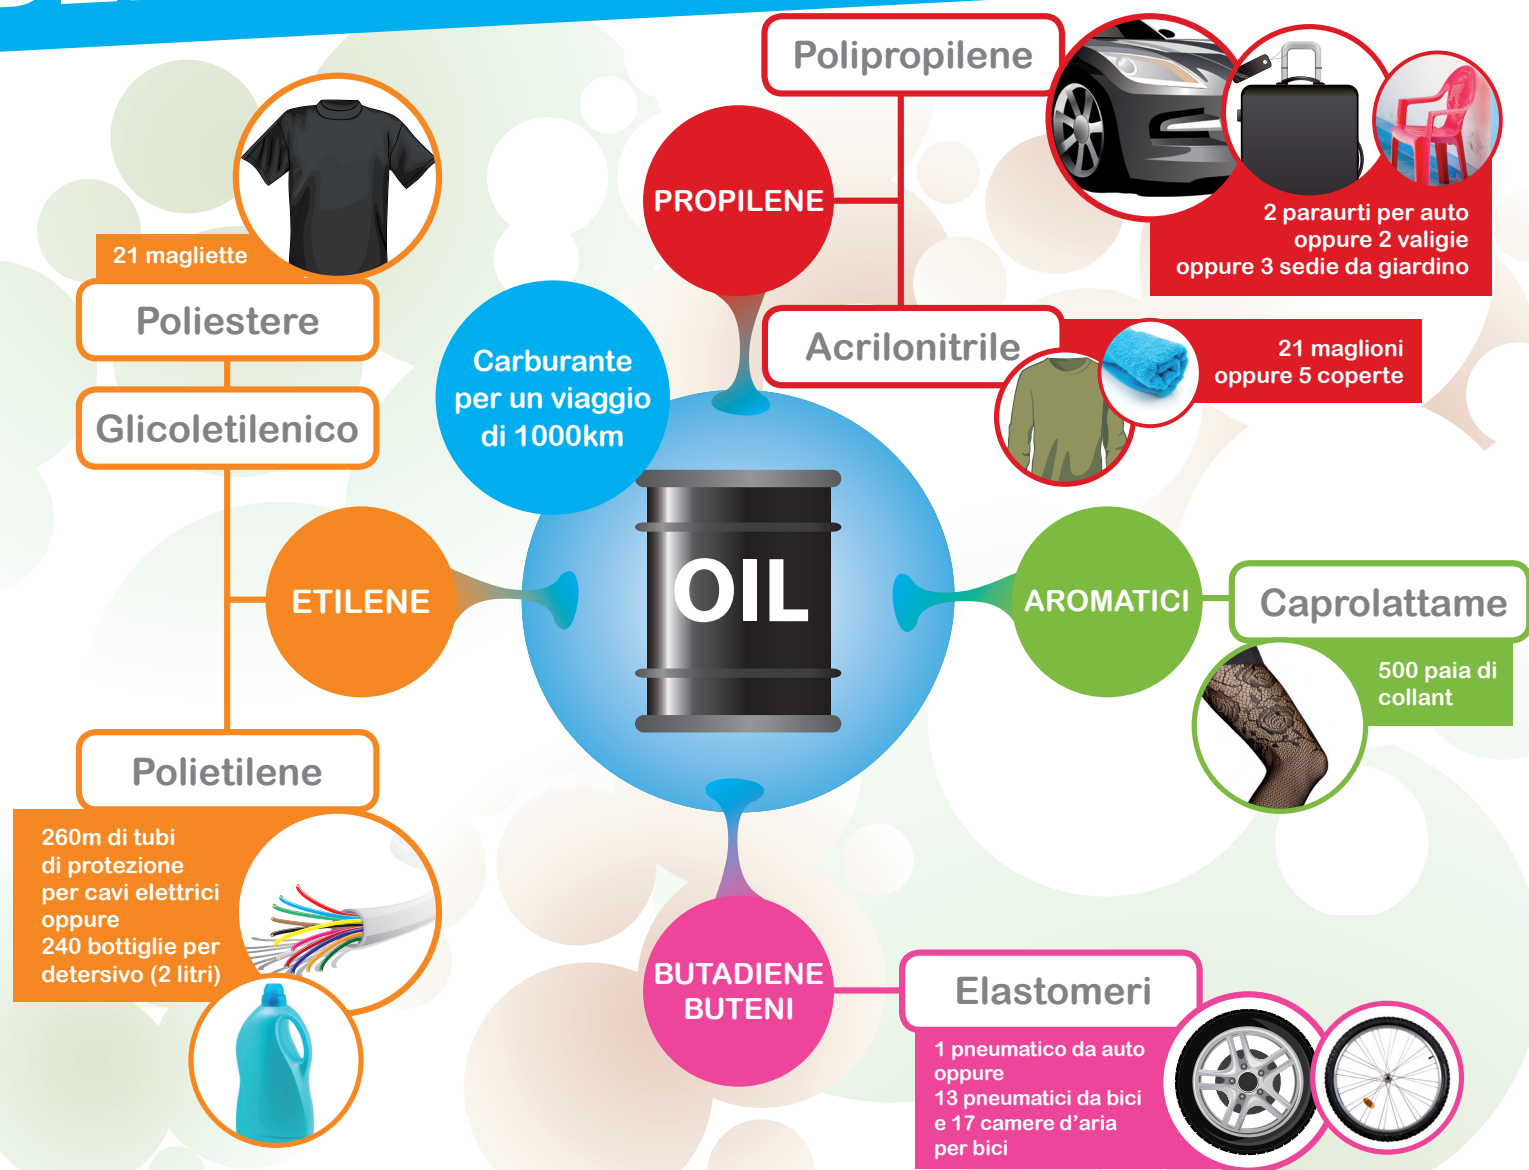 Polipropilene
PROPILENE
2 paraurti per auto
oppure 2 valigie
oppure 3 sedie da giardino
21 magliette
Poliestere
Glicoletilenico
Carburante
per un viaggio
di 1000km
Acrilonitrile
21 maglioni
oppure 5 coperte
OIL
ETILENE
AROMATICI
Caprolattame
500 paia di
collant
Polietilene
260m di tubi
di protezione
per cavi elettrici
oppure
240 bottiglie per
detersivo (2 litri)
BUTADIENE
BUTENI
Elastomeri
1 pneumatico da auto
oppure
13 pneumatici da bici
e 17 camere d'aria
per bici